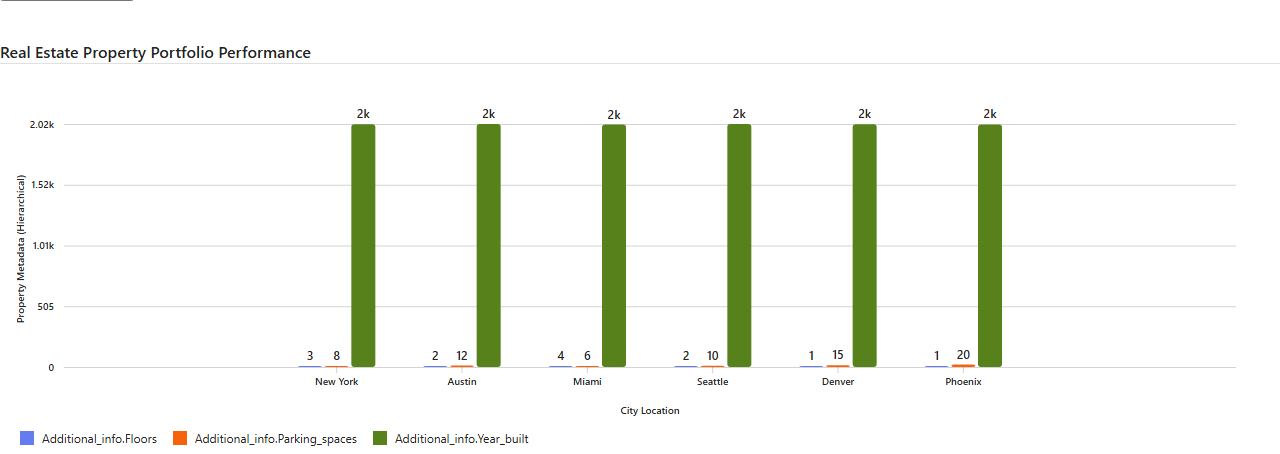 Real Estate Property Portfolio Performance
2k 2k 2k 2k 2k 2k
2.02k
1.52k
1.01k
505
0
Property Metadata (Hierarchical)
3 8 2 12 4 6 2 10 1 15 1 20
New York Austin Miami Seattle Denver Phoenix
City Location
Additional_info.Floors Additional_info.Parking_spaces Additional_info.Year_built